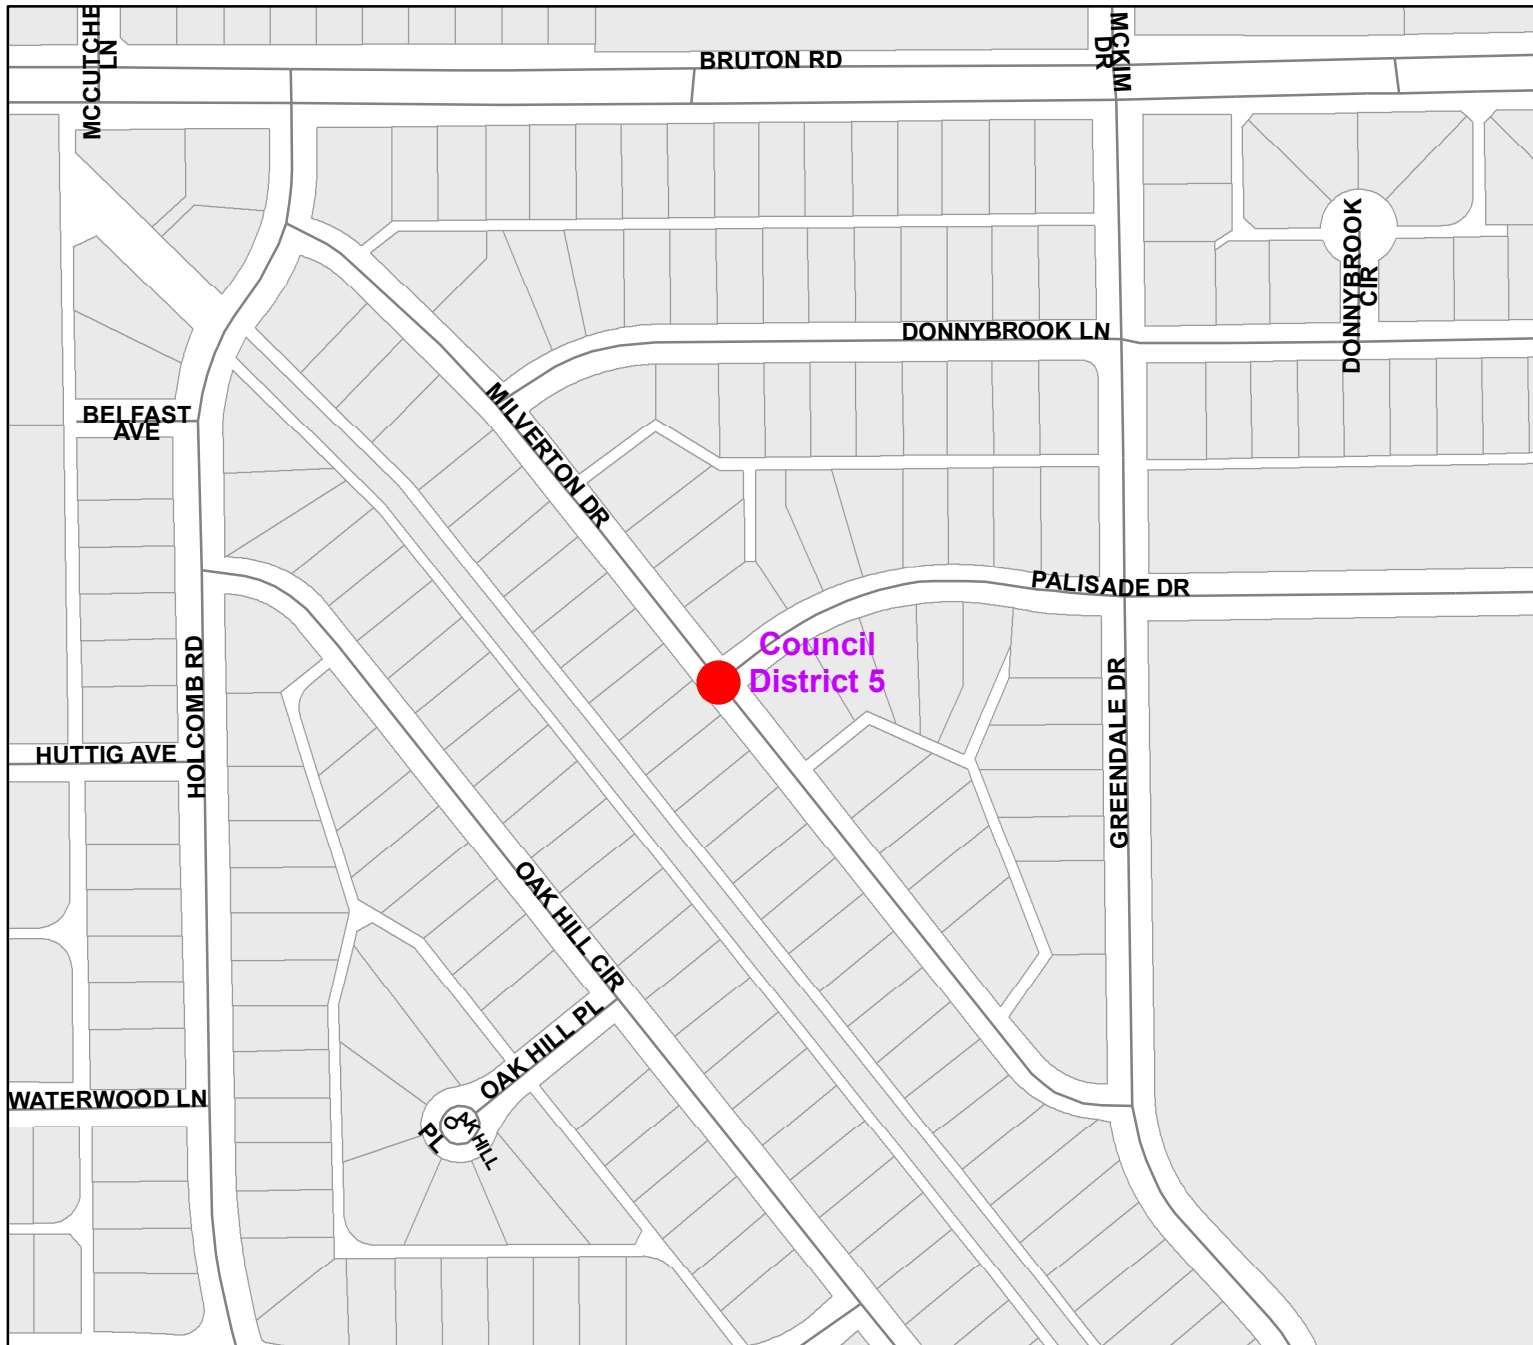 MCCUTCHE
LN
BRUTON RD
MCKIM
DR
DONNYBROOK
CIR
DONNYBROOK LN
MILVERTON DR
BELFAST
AVE
PALISADE DR
Council
District 5
HOLCOMB RD
GREENDALE DR
HUTTIG AVE
OAK HILL CIR
OAK HILL PL
WATERWOOD LN
OAK HILL
PL